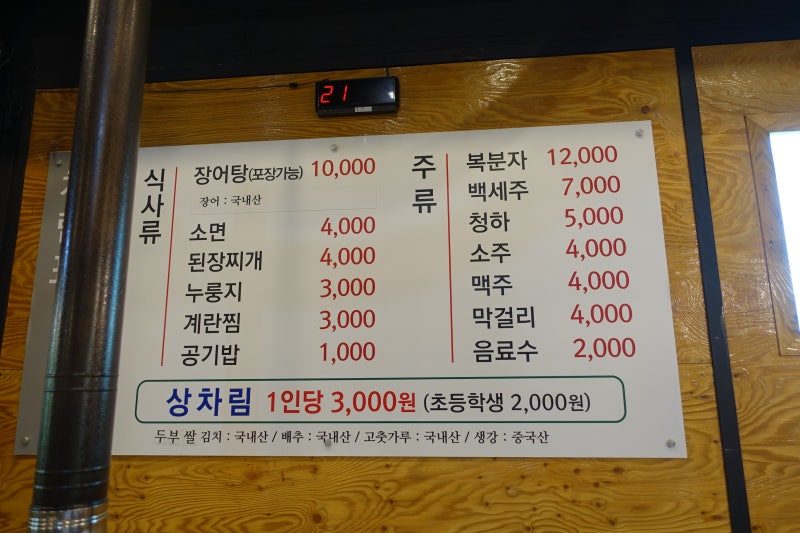 21
식사류
장어탕(포장가능) 10,000
장어 : 국내산
소면 4,000
된장찌개 4,000
누룽지 3,000
계란찜 3,000
공기밥 1,000
주류
복분자 12,000
백세주 7,000
청하 5,000
소주 4,000
맥주 4,000
막걸리 4,000
음료수 2,000
상차림 1인당 3,000원 (초등학생 2,000원)
두부 쌀 김치 : 국내산 / 배추 : 국내산 / 고춧가루 : 국내산 / 생강 : 중국산